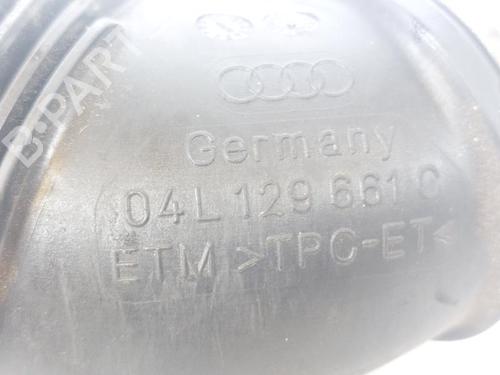 Germany
04L 129 661 C
ETM >TPC-ET<
B-PARTS